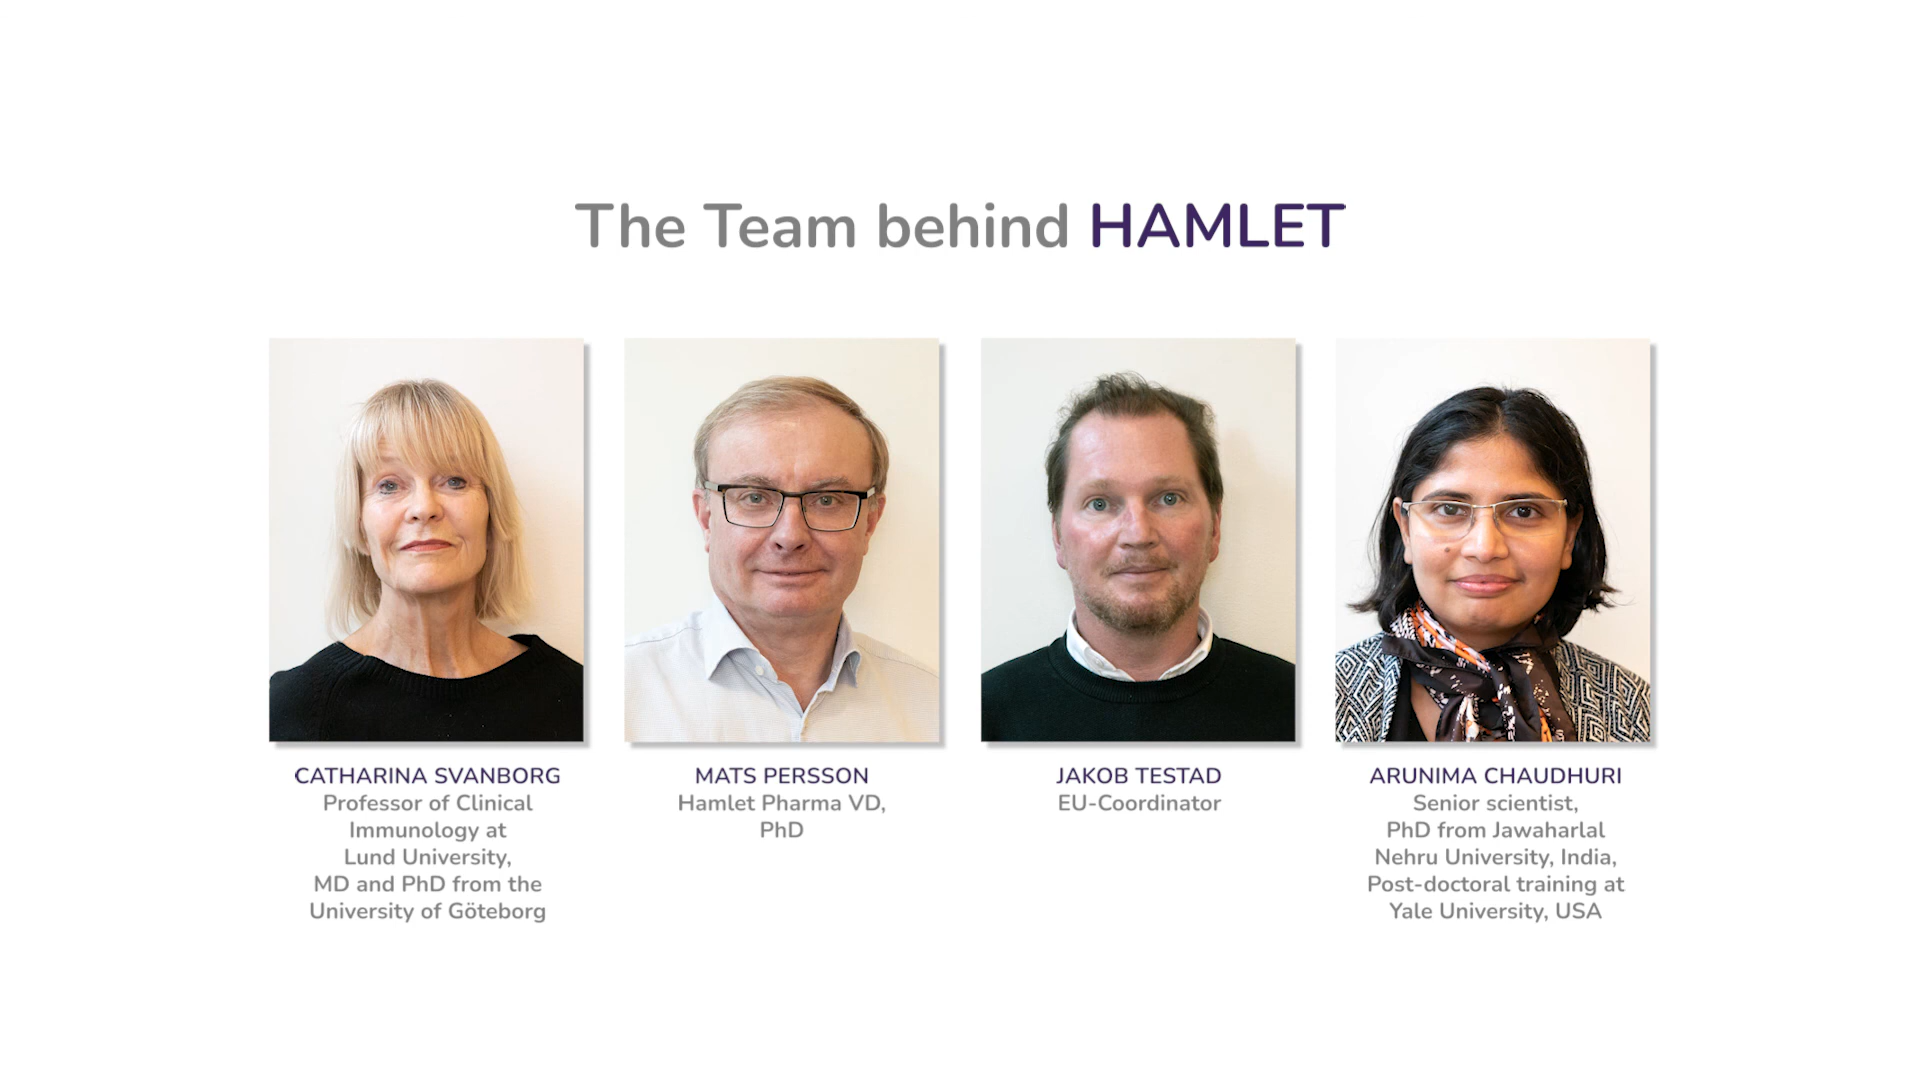 The Team behind HAMLET
CATHARINA SVANBORG
Professor of Clinical
Immunology at
Lund University,
MD and PhD from the
University of Göteborg
MATS PERSSON
Hamlet Pharma VD,
PhD
JAKOB TESTAD
EU-Coordinator
ARUNIMA CHAUDHURI
Senior scientist,
PhD from Jawaharlal
Nehru University, India,
Post-doctoral training at
Yale University, USA